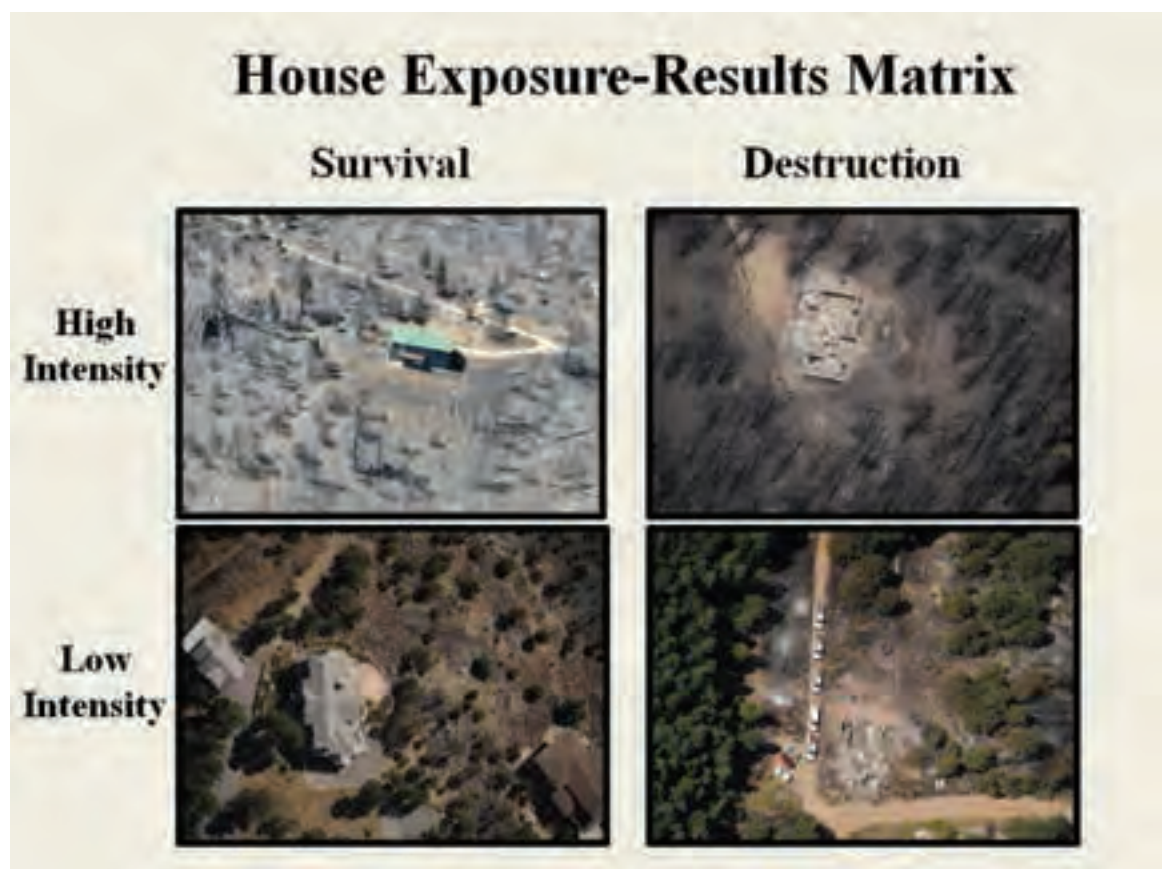 House Exposure-Results Matrix
Survival
Destruction
High
Intensity
Low
Intensity